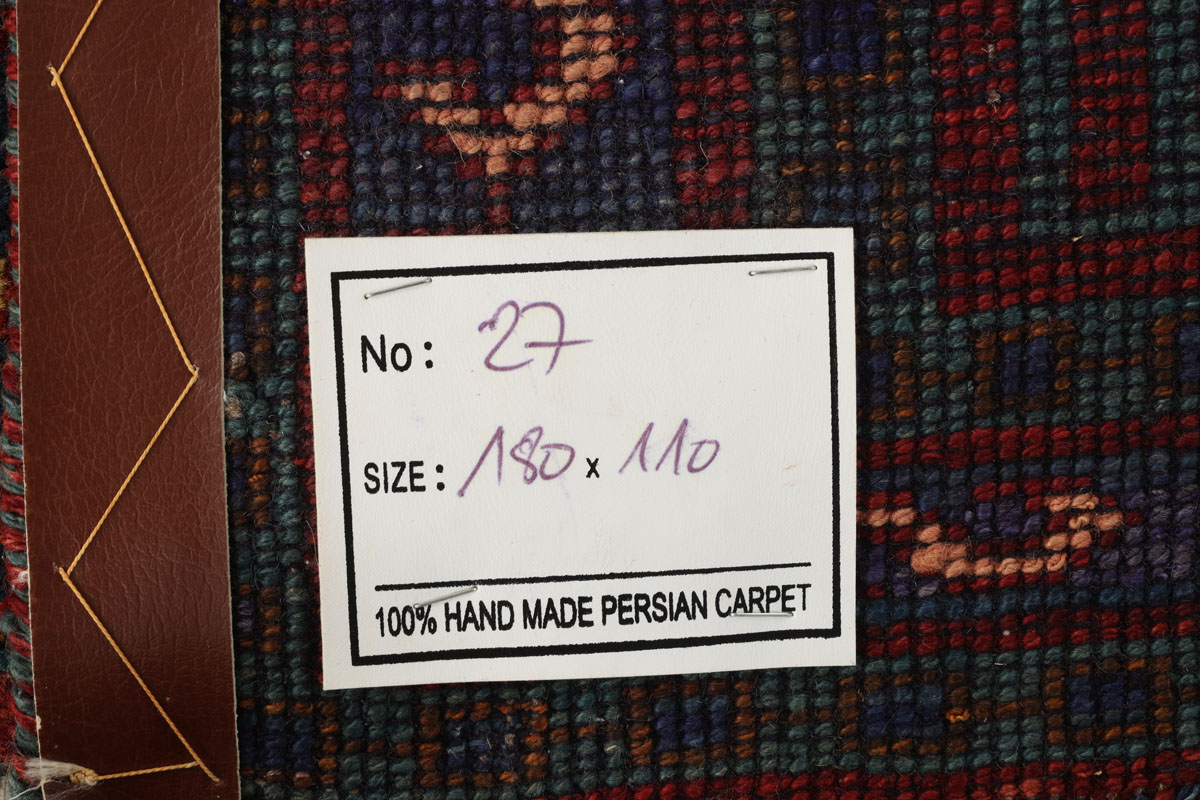 No: 27
SIZE: 180 x 110
100% HAND MADE PERSIAN CARPET